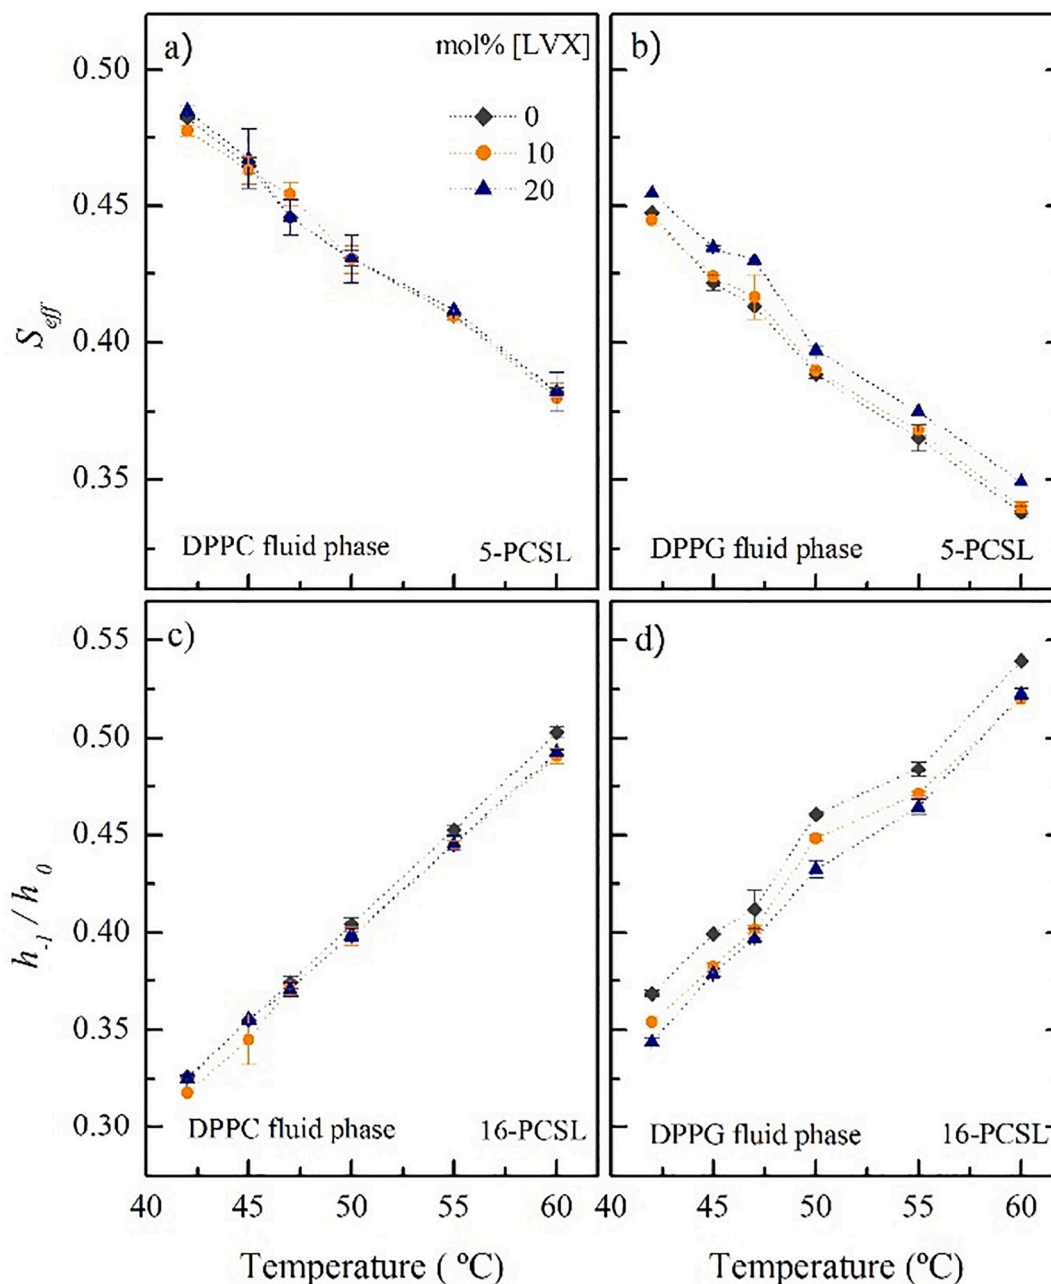 a)
mol% [LVX]
0
10
20
b)
0.50
0.45
0.40
0.35
S_eff
DPPC fluid phase
5-PCSL
DPPG fluid phase
5-PCSL
c)
d)
0.55
0.50
0.45
0.40
0.35
0.30
h_-1 / h_0
DPPC fluid phase
16-PCSL
DPPG fluid phase
16-PCSL
40 45 50 55 60 45 50 55 60
Temperature ( ºC)
Temperature ( ºC)